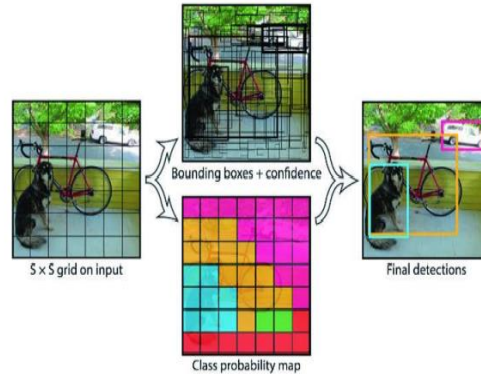 Bounding boxes + confidence
S × S grid on input
Final detections
Class probability map